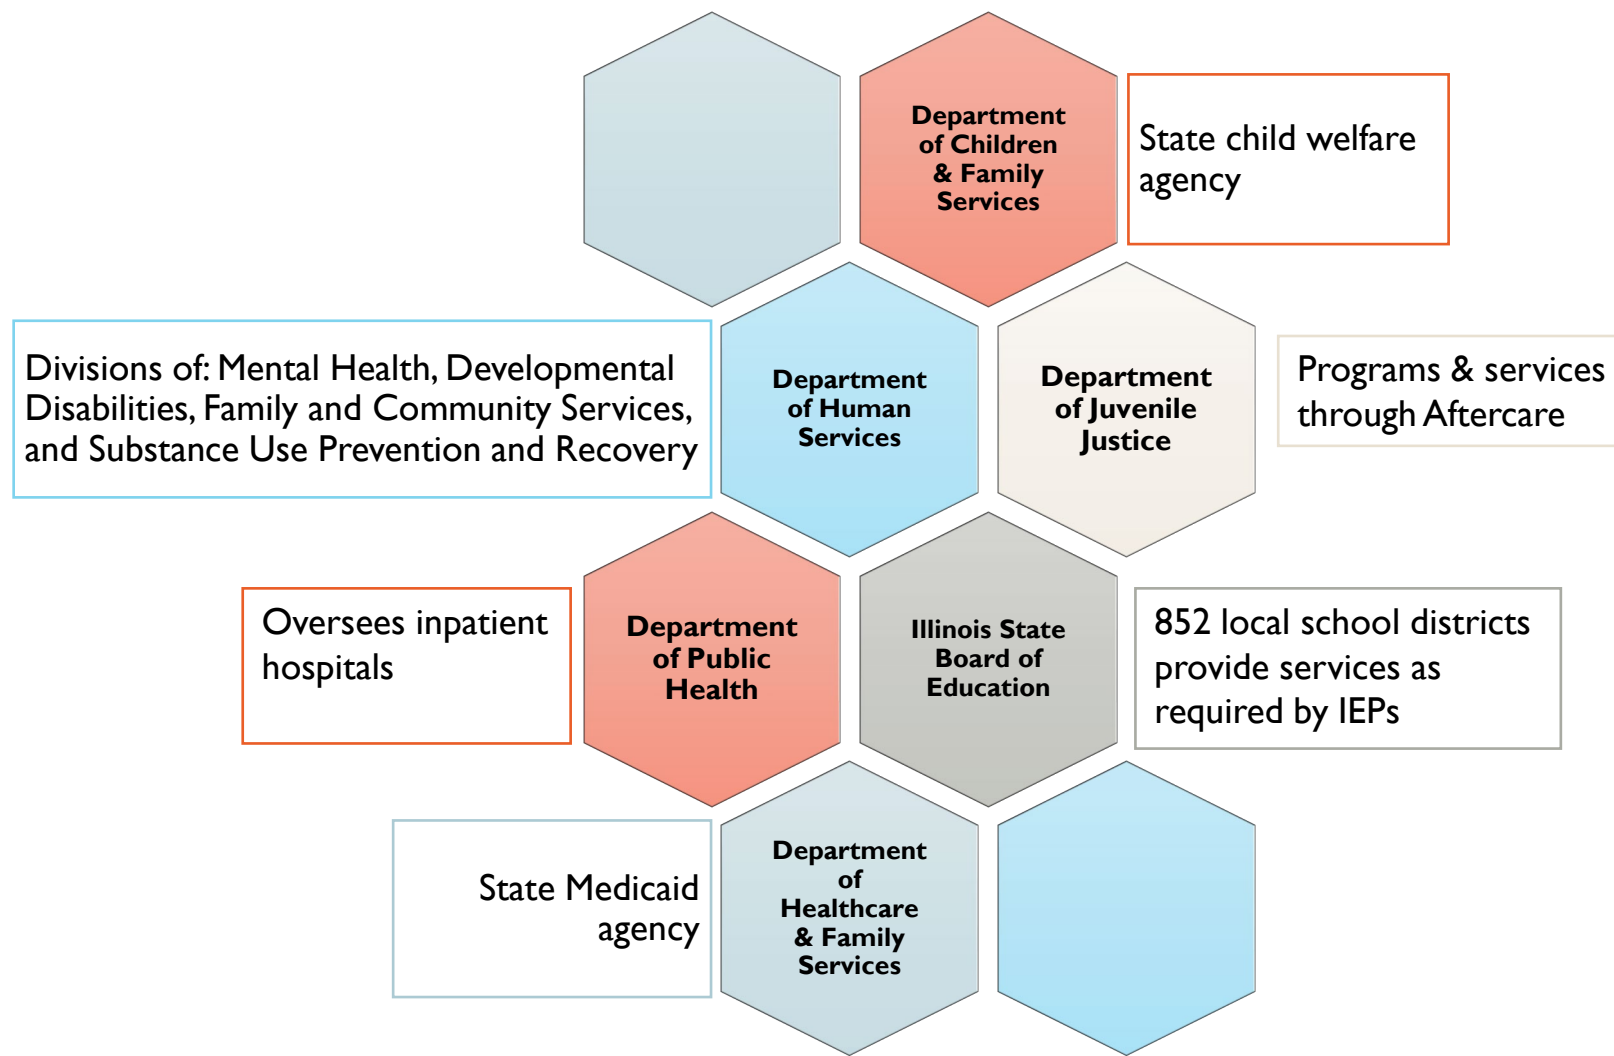 Department
of Children
& Family
Services
State child welfare
agency
Divisions of: Mental Health, Developmental
Disabilities, Family and Community Services,
and Substance Use Prevention and Recovery
Department
of Human
Services
Department
of Juvenile
Justice
Programs & services
through Aftercare
Oversees inpatient
hospitals
Department
of Public
Health
Illinois State
Board of
Education
852 local school districts
provide services as
required by IEPs
State Medicaid
agency
Department
of
Healthcare
& Family
Services